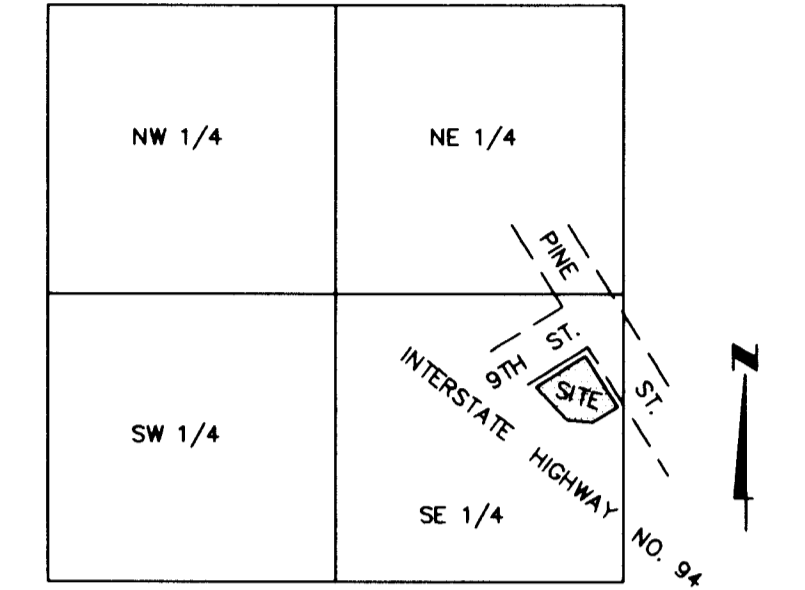 NW 1/4
NE 1/4
PINE ST.
9TH ST.
SITE
INTERSTATE HIGHWAY NO. 94
SW 1/4
SE 1/4
N